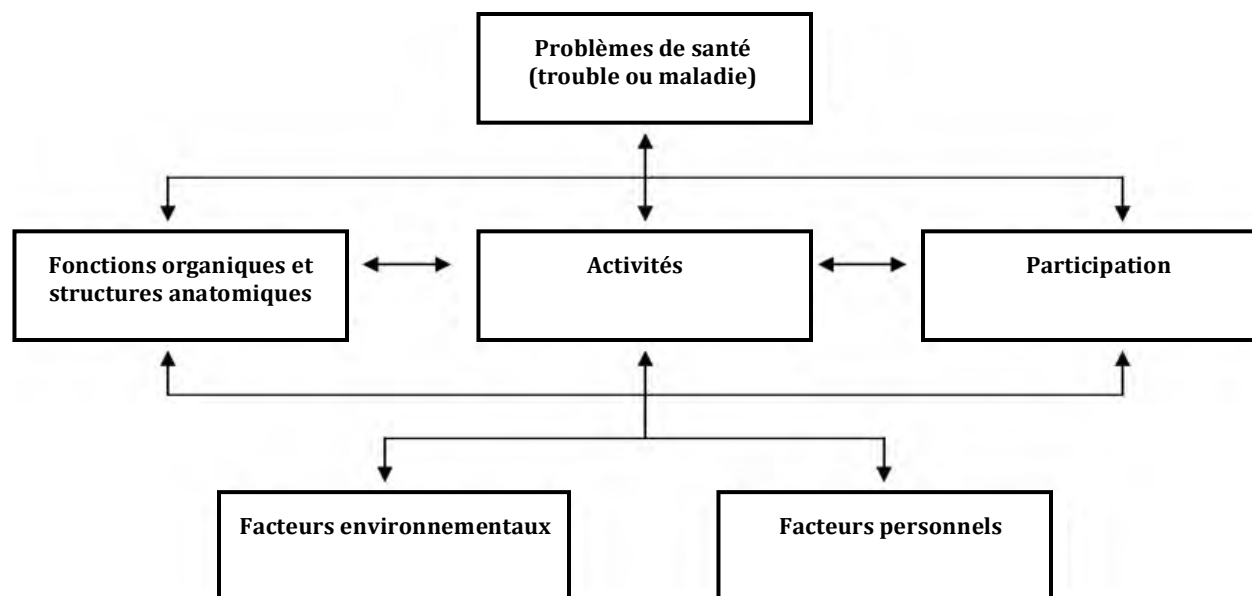 Problèmes de santé
(trouble ou maladie)
Fonctions organiques et
structures anatomiques
Activités
Participation
Facteurs environnementaux
Facteurs personnels